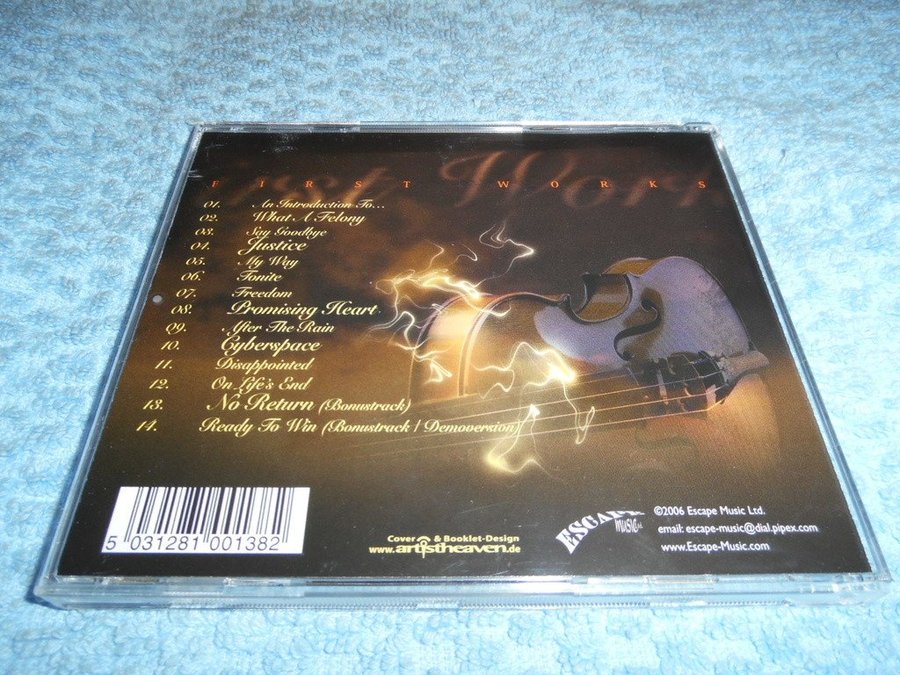 FIRST WORKS
01. An Introduction To...
02. What A Felony
03. Say Goodbye
04. Justice
05. My Way
06. Tonite
07. Freedom
08. Promising Heart
09. After The Rain
10. Cyberspace
11. Disappointed
12. On Life's End
13. No Return (Bonustrack)
14. Ready To Win (Bonustrack / Demoversion)
5 031281 001382
Cover & Booklet-Design
www.artistheaven.de
ESCAPE
music
©2006 Escape Music Ltd.
email: escape-music@dial.pipex.com
www.Escape-Music.com